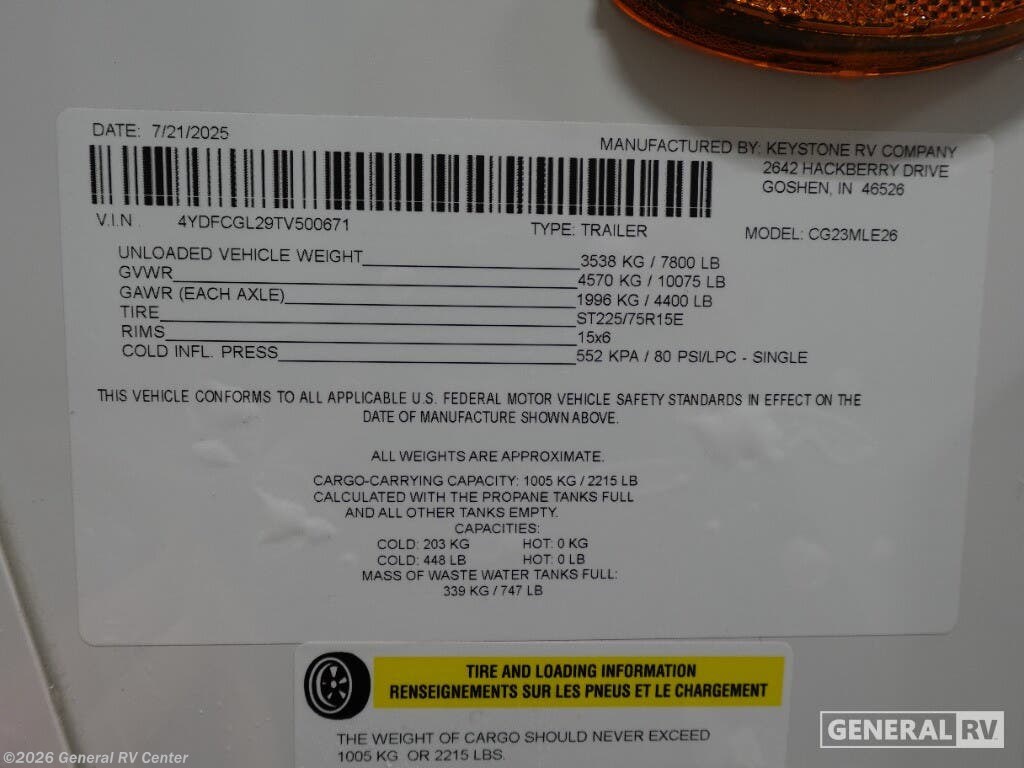 DATE: 7/21/2025
MANUFACTURED BY: KEYSTONE RV COMPANY
2642 HACKBERRY DRIVE
GOSHEN, IN 46526
V.I.N. 4YDFCGL29TV500671
TYPE: TRAILER
MODEL: CG23MLE26
UNLOADED VEHICLE WEIGHT 3538 KG / 7800 LB
GVWR 4570 KG / 10075 LB
GAWR (EACH AXLE) 1996 KG / 4400 LB
TIRE ST225/75R15E
RIMS 15x6
COLD INFL. PRESS 552 KPA / 80 PSI/LPC - SINGLE
THIS VEHICLE CONFORMS TO ALL APPLICABLE U.S. FEDERAL MOTOR VEHICLE SAFETY STANDARDS IN EFFECT ON THE
DATE OF MANUFACTURE SHOWN ABOVE.
ALL WEIGHTS ARE APPROXIMATE.
CARGO-CARRYING CAPACITY: 1005 KG / 2215 LB
CALCULATED WITH THE PROPANE TANKS FULL
AND ALL OTHER TANKS EMPTY.
CAPACITIES:
COLD: 203 KG HOT: 0 KG
COLD: 448 LB HOT: 0 LB
MASS OF WASTE WATER TANKS FULL:
339 KG / 747 LB
TIRE AND LOADING INFORMATION
RENSEIGNEMENTS SUR LES PNEUS ET LE CHARGEMENT
THE WEIGHT OF CARGO SHOULD NEVER EXCEED
1005 KG OR 2215 LBS.
GENERAL RV
©2026 General RV Center